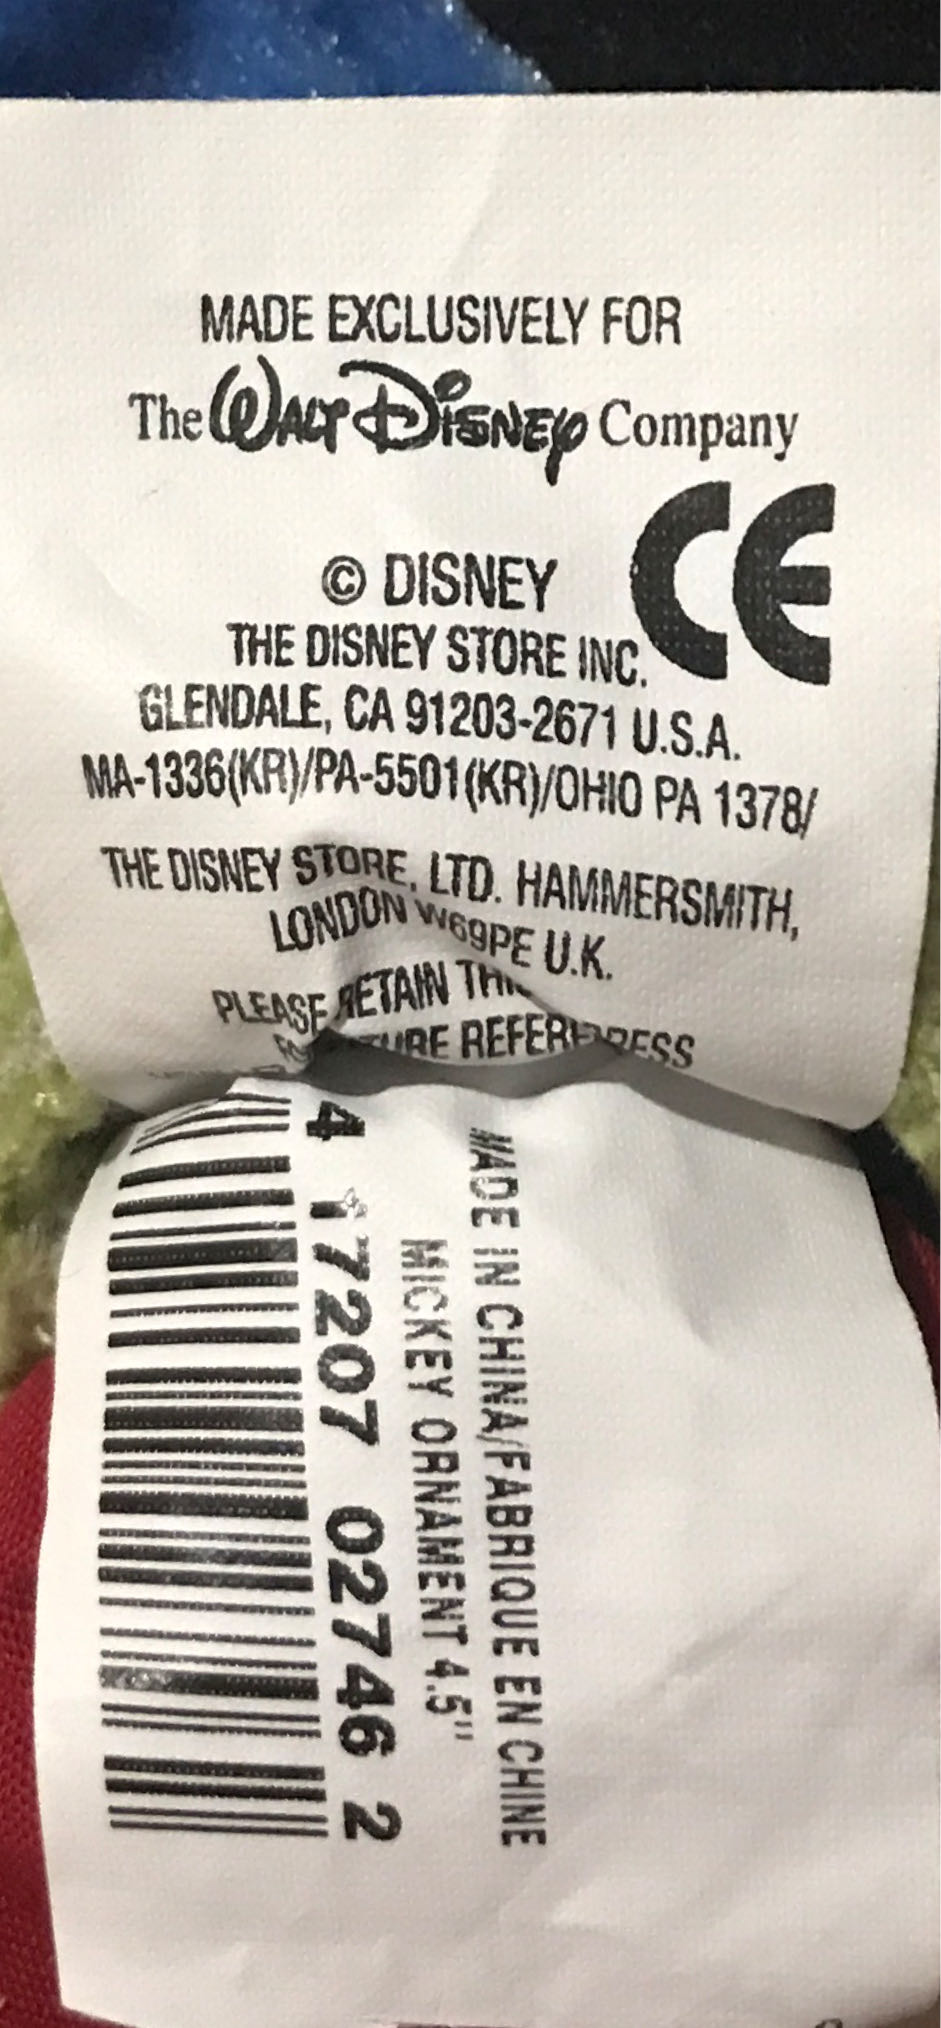 MADE EXCLUSIVELY FOR
The WALT DISNEY Company
CE
© DISNEY
THE DISNEY STORE INC.
GLENDALE, CA 91203-2671 U.S.A.
MA-1336(KR)/PA-5501(KR)/OHIO PA 1378/
THE DISNEY STORE, LTD. HAMMERSMITH,
LONDON W69PE U.K.
PLEASE RETAIN
MADE IN CHINA/FABRIQUE EN CHINE
MICKEY ORNAMENT 4.5"
4 17207 02746 2